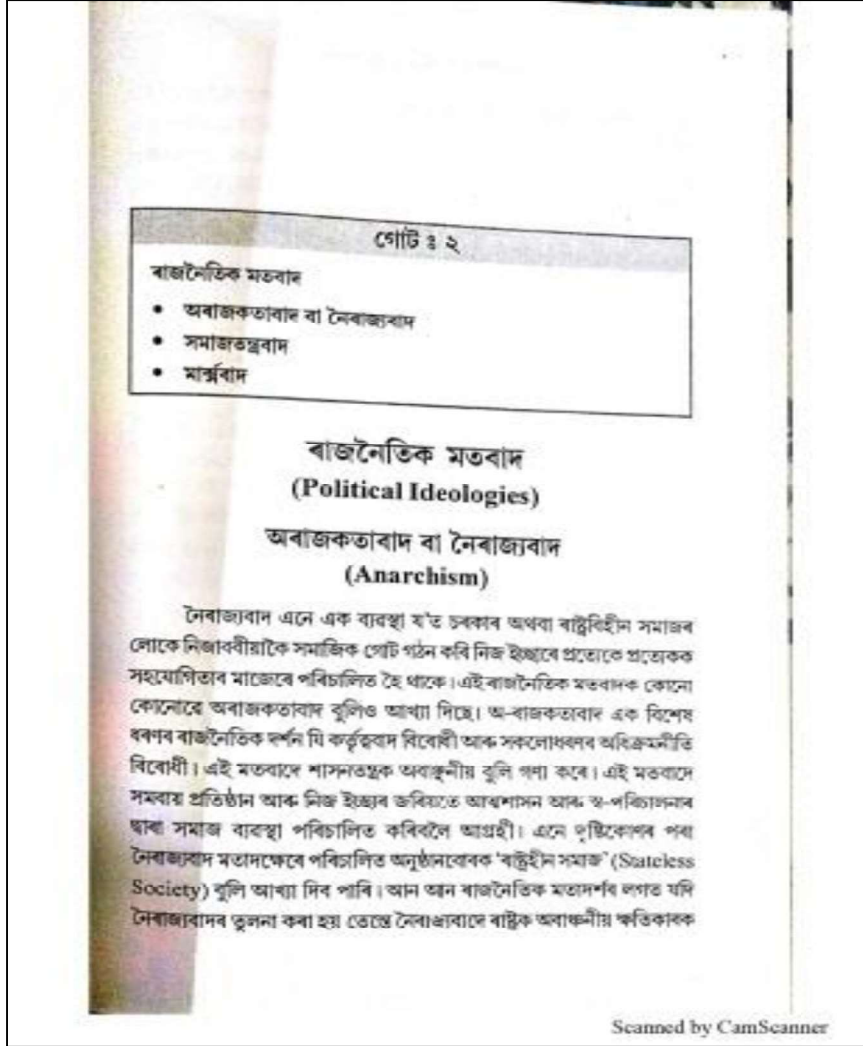 গোট ঃ ২
ৰাজনৈতিক মতবাদ
• অৰাজকতাবাদ বা নৈৰাজ্যবাদ
• সমাজতন্ত্ৰবাদ
• মাৰ্ক্সবাদ
ৰাজনৈতিক মতবাদ
(Political Ideologies)
অৰাজকতাবাদ বা নৈৰাজ্যবাদ
(Anarchism)
নৈৰাজ্যবাদ এনে এক ব্যৱস্থা য'ত চৰকাৰ অথবা ৰাষ্ট্ৰবিহীন সমাজৰ
লোকে নিজাববীয়াকৈ সমাজিক গোট গঠন কৰি নিজ ইচ্ছাৰে প্ৰত্যেকে প্ৰত্যেকক
সহযোগিতাৰ মাজেৰে পৰিচালিত হৈ থাকে। এই ৰাজনৈতিক মতবাদক কোনো
কোনোৱে অৰাজকতাবাদ বুলিও আখ্যা দিছে। অ-ৰাজকতাবাদ এক বিশেষ
ধৰণৰ ৰাজনৈতিক দৰ্শন যি কৰ্তৃত্ববাদ বিৰোধী আৰু সকলোধৰণৰ অধিক্ৰমনীতি
বিৰোধী। এই মতবাদে শাসনতন্ত্ৰক অবাঞ্ছনীয় বুলি গণ্য কৰে। এই মতবাদে
সমবায় প্ৰতিষ্ঠান আৰু নিজ ইচ্ছাৰ জৰিয়তে আত্মশাসন আৰু স্ব-পৰিচালনাৰ
দ্বাৰা সমাজ ব্যৱস্থা পৰিচালিত কৰিবলৈ আগ্ৰহী। এনে দৃষ্টিকোণৰ পৰা
নৈৰাজ্যবাদ মতাদৰ্শেৰে পৰিচালিত অনুষ্ঠানবোৰক 'ৰাষ্ট্ৰহীন সমাজ' (Stateless
Society) বুলি আখ্যা দিব পাৰি। আন আন ৰাজনৈতিক মতাদৰ্শৰ লগত যদি
নৈৰাজ্যবাদৰ তুলনা কৰা হয় তেন্তে নৈৰাজ্যবাদে ৰাষ্ট্ৰক অবাঞ্চনীয় ক্ষতিকাৰক
Scanned by CamScanner